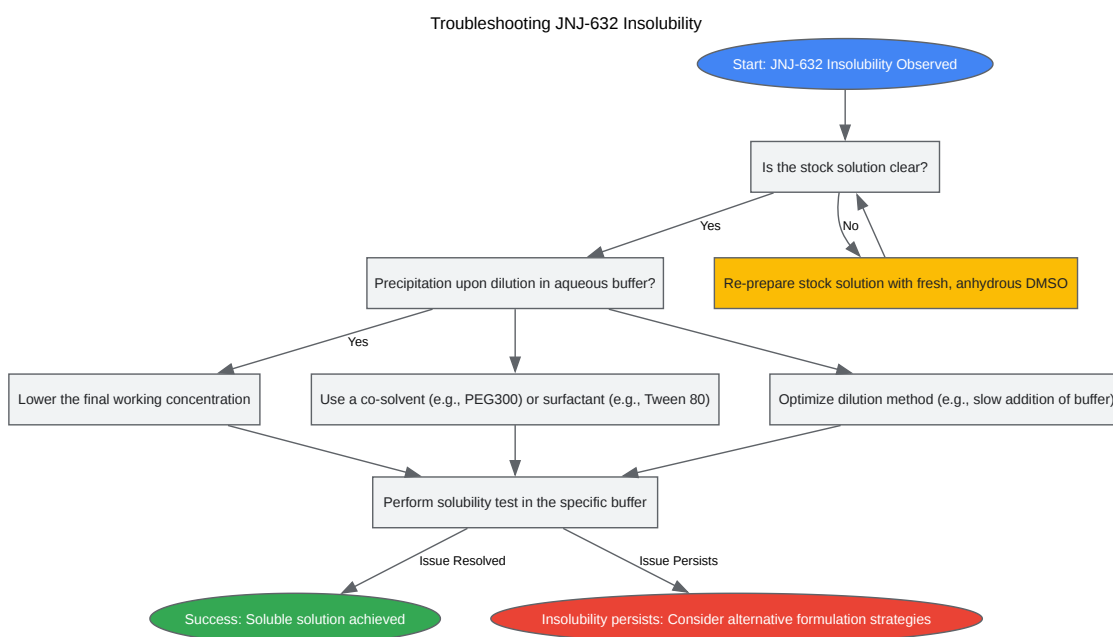 Troubleshooting JNJ-632 Insolubility
Start: JNJ-632 Insolubility Observed
Is the stock solution clear?
Yes
No
Precipitation upon dilution in aqueous buffer?
Re-prepare stock solution with fresh, anhydrous DMSO
Yes
Lower the final working concentration
Use a co-solvent (e.g., PEG300) or surfactant (e.g., Tween 80)
Optimize dilution method (e.g., slow addition of buffer)
Perform solubility test in the specific buffer
Issue Resolved
Issue Persists
Success: Soluble solution achieved
Insolubility persists: Consider alternative formulation strategies